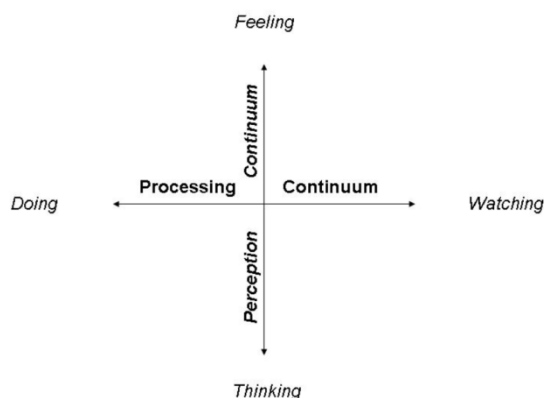 Feeling
Continuum
Processing Continuum
Doing
Watching
Perception
Thinking